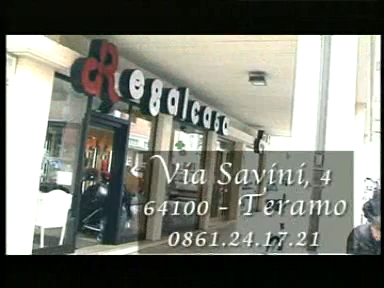 Regalcasa
Via Savini, 4
64100 - Teramo
0861.24.17.21